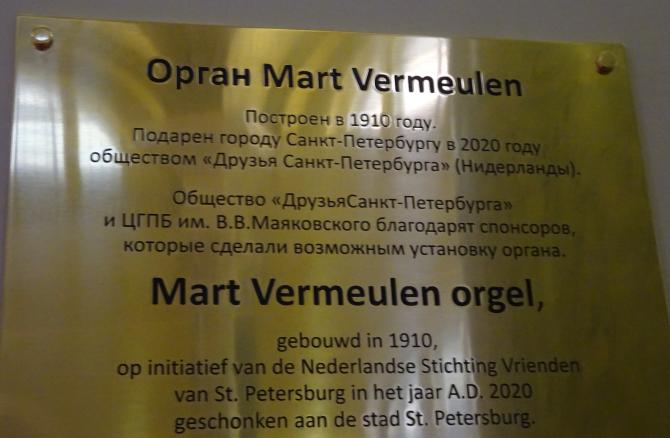 Орган Mart Vermeulen
Построен в 1910 году.
Подарен городу Санкт-Петербургу в 2020 году
обществом «Друзья Санкт-Петербурга» (Нидерланды).
Общество «ДрузьяСанкт-Петербурга»
и ЦГПБ им. В.В.Маяковского благодарят спонсоров,
которые сделали возможным установку органа.
Mart Vermeulen orgel,
gebouwd in 1910,
op initiatief van de Nederlandse Stichting Vrienden
van St. Petersburg in het jaar A.D. 2020
geschonken aan de stad St. Petersburg.